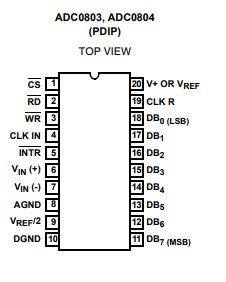 ADC0803, ADC0804
(PDIP)
TOP VIEW
CS 1 20 V+ OR VREF
RD 2 19 CLK R
WR 3 18 DB0 (LSB)
CLK IN 4 17 DB1
INTR 5 16 DB2
VIN (+) 6 15 DB3
VIN (-) 7 14 DB4
AGND 8 13 DB5
VREF/2 9 12 DB6
DGND 10 11 DB7 (MSB)